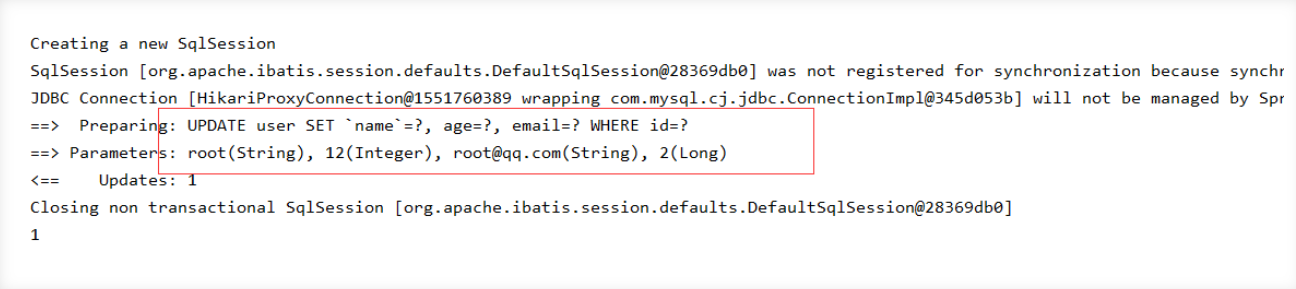 Creating a new SqlSession
SqlSession [org.apache.ibatis.session.defaults.DefaultSqlSession@28369db0] was not registered for synchronization because synchr
JDBC Connection [HikariProxyConnection@1551760389 wrapping com.mysql.cj.jdbc.ConnectionImpl@345d053b] will not be managed by Spr
==>  Preparing: UPDATE user SET `name`=?, age=?, email=? WHERE id=?
==> Parameters: root(String), 12(Integer), root@qq.com(String), 2(Long)
<==    Updates: 1
Closing non transactional SqlSession [org.apache.ibatis.session.defaults.DefaultSqlSession@28369db0]
1